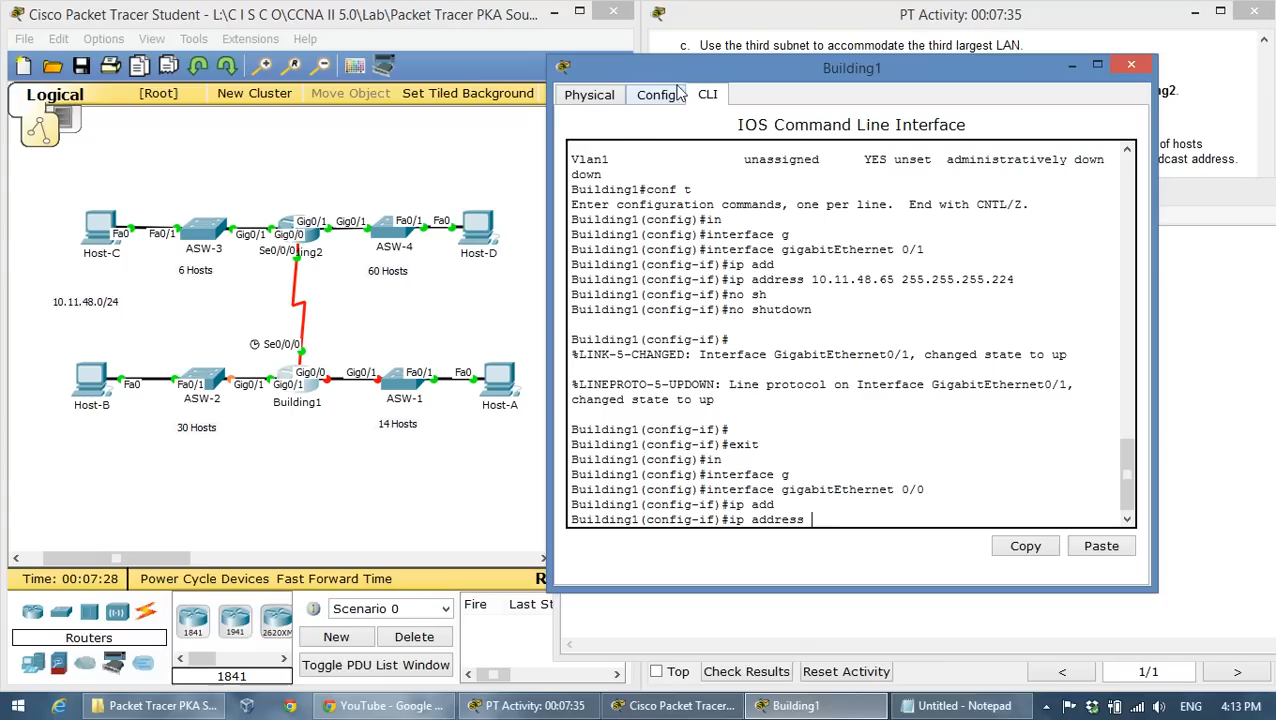 Cisco Packet Tracer Student - L:\C I S C O\CCNA II 5.0\Lab\Packet Tracer PKA Sou...
File Edit Options View Tools Extensions Help
Logical [Root] New Cluster Move Object Set Tiled Background
PT Activity: 00:07:35
c. Use the third subnet to accommodate the third largest LAN.
ng2.
of hosts
dcast address.
Building1
Physical Config CLI
IOS Command Line Interface
Vlan1 unassigned YES unset administratively down
down
Building1#conf t
Enter configuration commands, one per line. End with CNTL/Z.
Building1(config)#in
Building1(config)#interface g
Building1(config)#interface gigabitEthernet 0/1
Building1(config-if)#ip add
Building1(config-if)#ip address 10.11.48.65 255.255.255.224
Building1(config-if)#no sh
Building1(config-if)#no shutdown
Building1(config-if)#
%LINK-5-CHANGED: Interface GigabitEthernet0/1, changed state to up
%LINEPROTO-5-UPDOWN: Line protocol on Interface GigabitEthernet0/1,
changed state to up
Building1(config-if)#
Building1(config-if)#exit
Building1(config)#in
Building1(config)#interface g
Building1(config)#interface gigabitEthernet 0/0
Building1(config-if)#ip add
Building1(config-if)#ip address
Copy Paste
Fa0 Fa0/1 Gig0/1 Gig0/0 Gig0/1 Gig0/1 Fa0/1 Fa0
Host-C ASW-3 Se0/0/0 ng2 ASW-4 Host-D
6 Hosts 60 Hosts
10.11.48.0/24
Se0/0/0
Fa0 Fa0/1 Gig0/1 Gig0/1 Gig0/0 Gig0/1 Fa0/1 Fa0
Host-B ASW-2 Building1 ASW-1 Host-A
30 Hosts 14 Hosts
Time: 00:07:28 Power Cycle Devices Fast Forward Time R
Routers
1841 1941 2620XM
1841
Scenario 0
New Delete
Toggle PDU List Window
Fire Last St
Top Check Results Reset Activity < 1/1 >
Packet Tracer PKA S... YouTube - Google ... PT Activity: 00:07:35 Cisco Packet Tracer... Building1 Untitled - Notepad ENG 4:13 PM